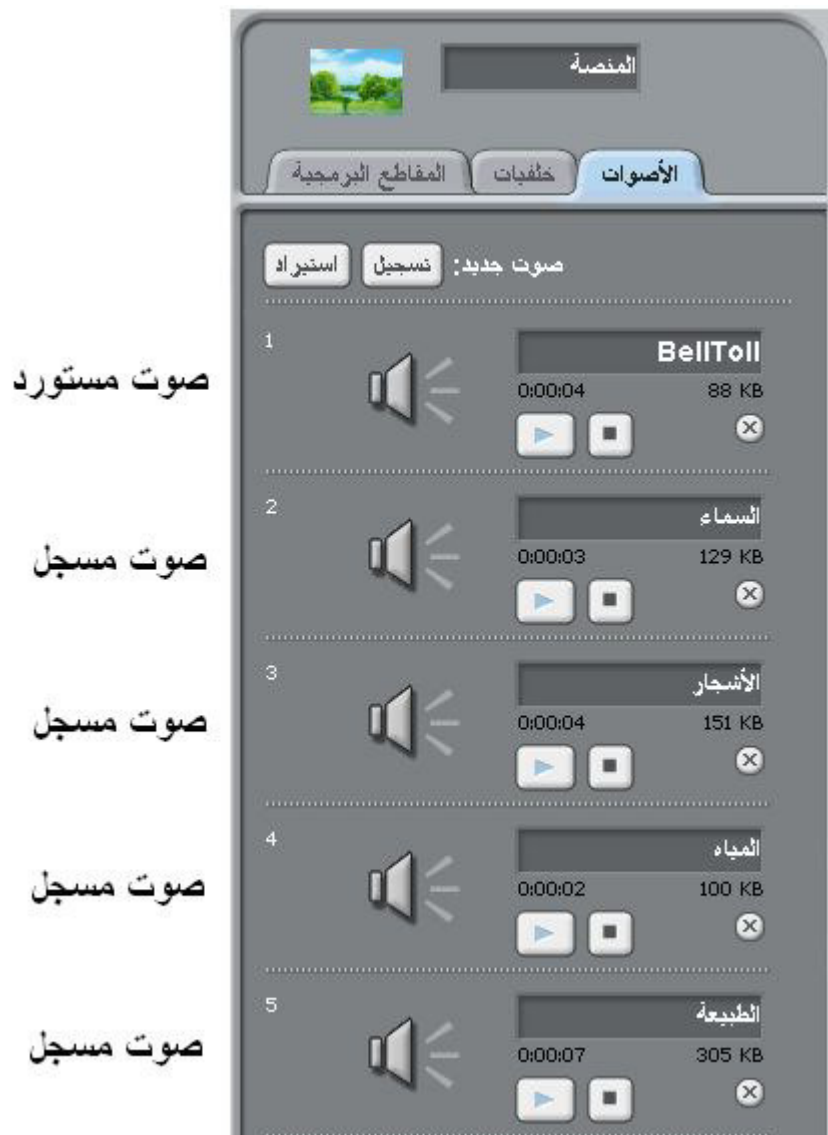 المنصة
الأصوات خلفيات المقاطع البرمجية
صوت جديد: تسجيل استيراد
1
BellToll
صوت مستورد
0:00:04 88 KB
2
السماء
صوت مسجل
0:00:03 129 KB
3
الأشجار
صوت مسجل
0:00:04 151 KB
4
المياه
صوت مسجل
0:00:02 100 KB
5
الطبيعة
صوت مسجل
0:00:07 305 KB